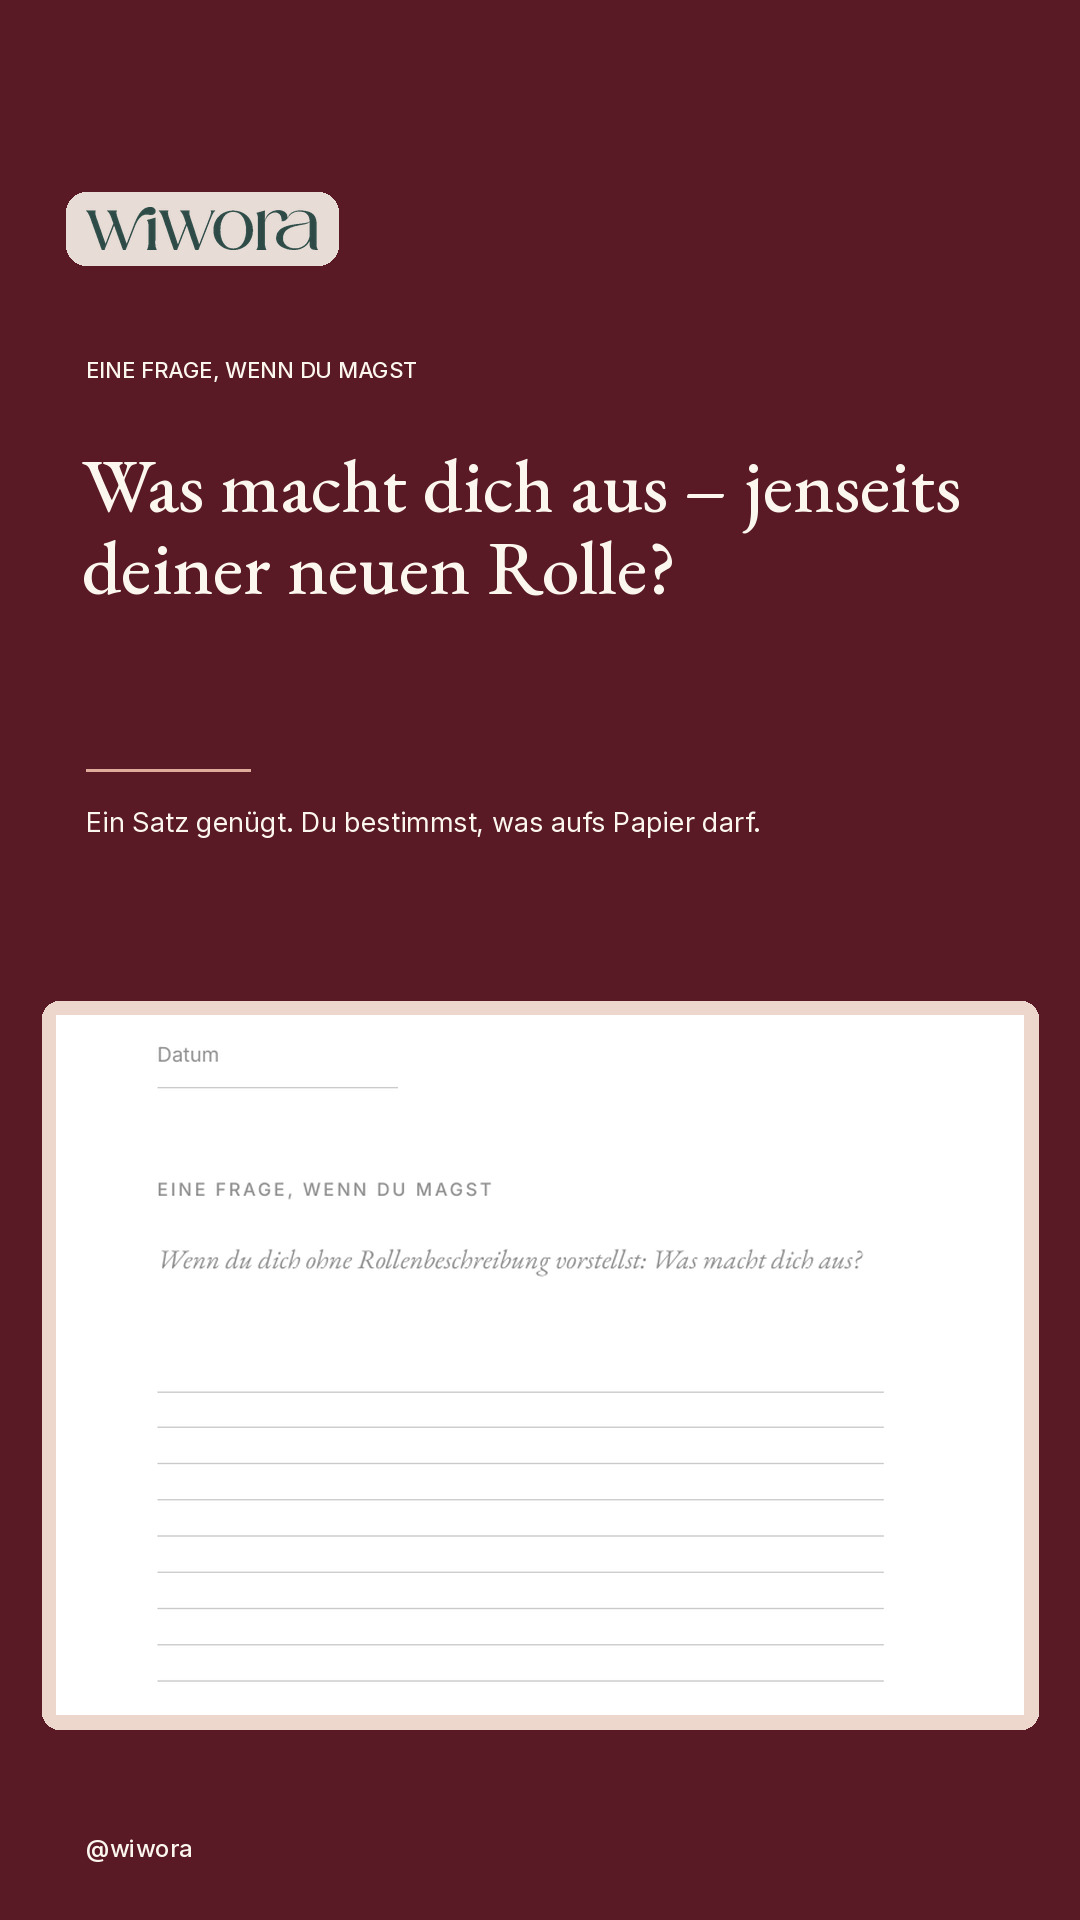 wiwora
EINE FRAGE, WENN DU MAGST
Was macht dich aus – jenseits
deiner neuen Rolle?
Ein Satz genügt. Du bestimmst, was aufs Papier darf.
Datum
EINE FRAGE, WENN DU MAGST
Wenn du dich ohne Rollenbeschreibung vorstellst: Was macht dich aus?
@wiwora